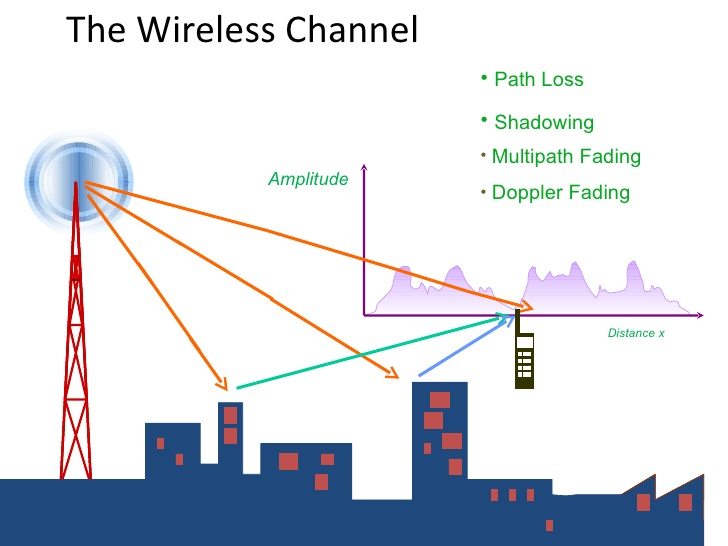 The Wireless Channel
• Path Loss
• Shadowing
• Multipath Fading
• Doppler Fading
Amplitude
Distance x